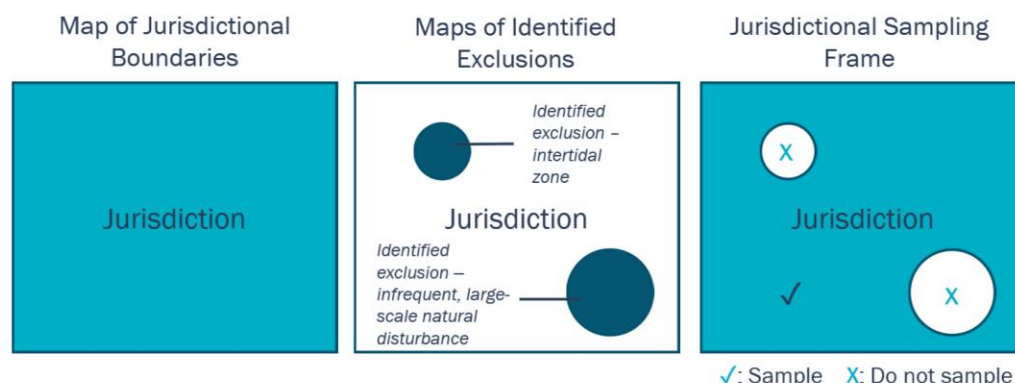 Map of Jurisdictional
Boundaries
Jurisdiction
Maps of Identified
Exclusions
Identified
exclusion –
intertidal
zone
Jurisdiction
Identified
exclusion –
infrequent, large-
scale natural
disturbance
Jurisdictional Sampling
Frame
X
Jurisdiction
✓
X
✓: Sample X: Do not sample